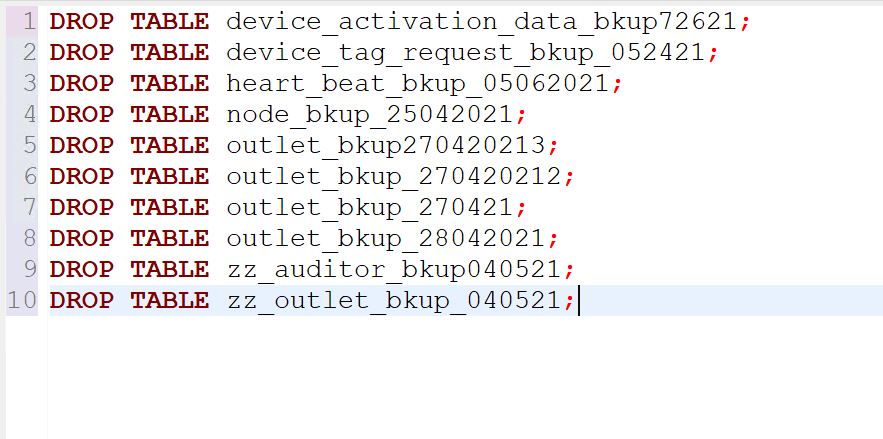 1 DROP TABLE device_activation_data_bkup72621;
2 DROP TABLE device_tag_request_bkup_052421;
3 DROP TABLE heart_beat_bkup_05062021;
4 DROP TABLE node_bkup_25042021;
5 DROP TABLE outlet_bkup270420213;
6 DROP TABLE outlet_bkup_270420212;
7 DROP TABLE outlet_bkup_270421;
8 DROP TABLE outlet_bkup_28042021;
9 DROP TABLE zz_auditor_bkup040521;
10 DROP TABLE zz_outlet_bkup_040521;